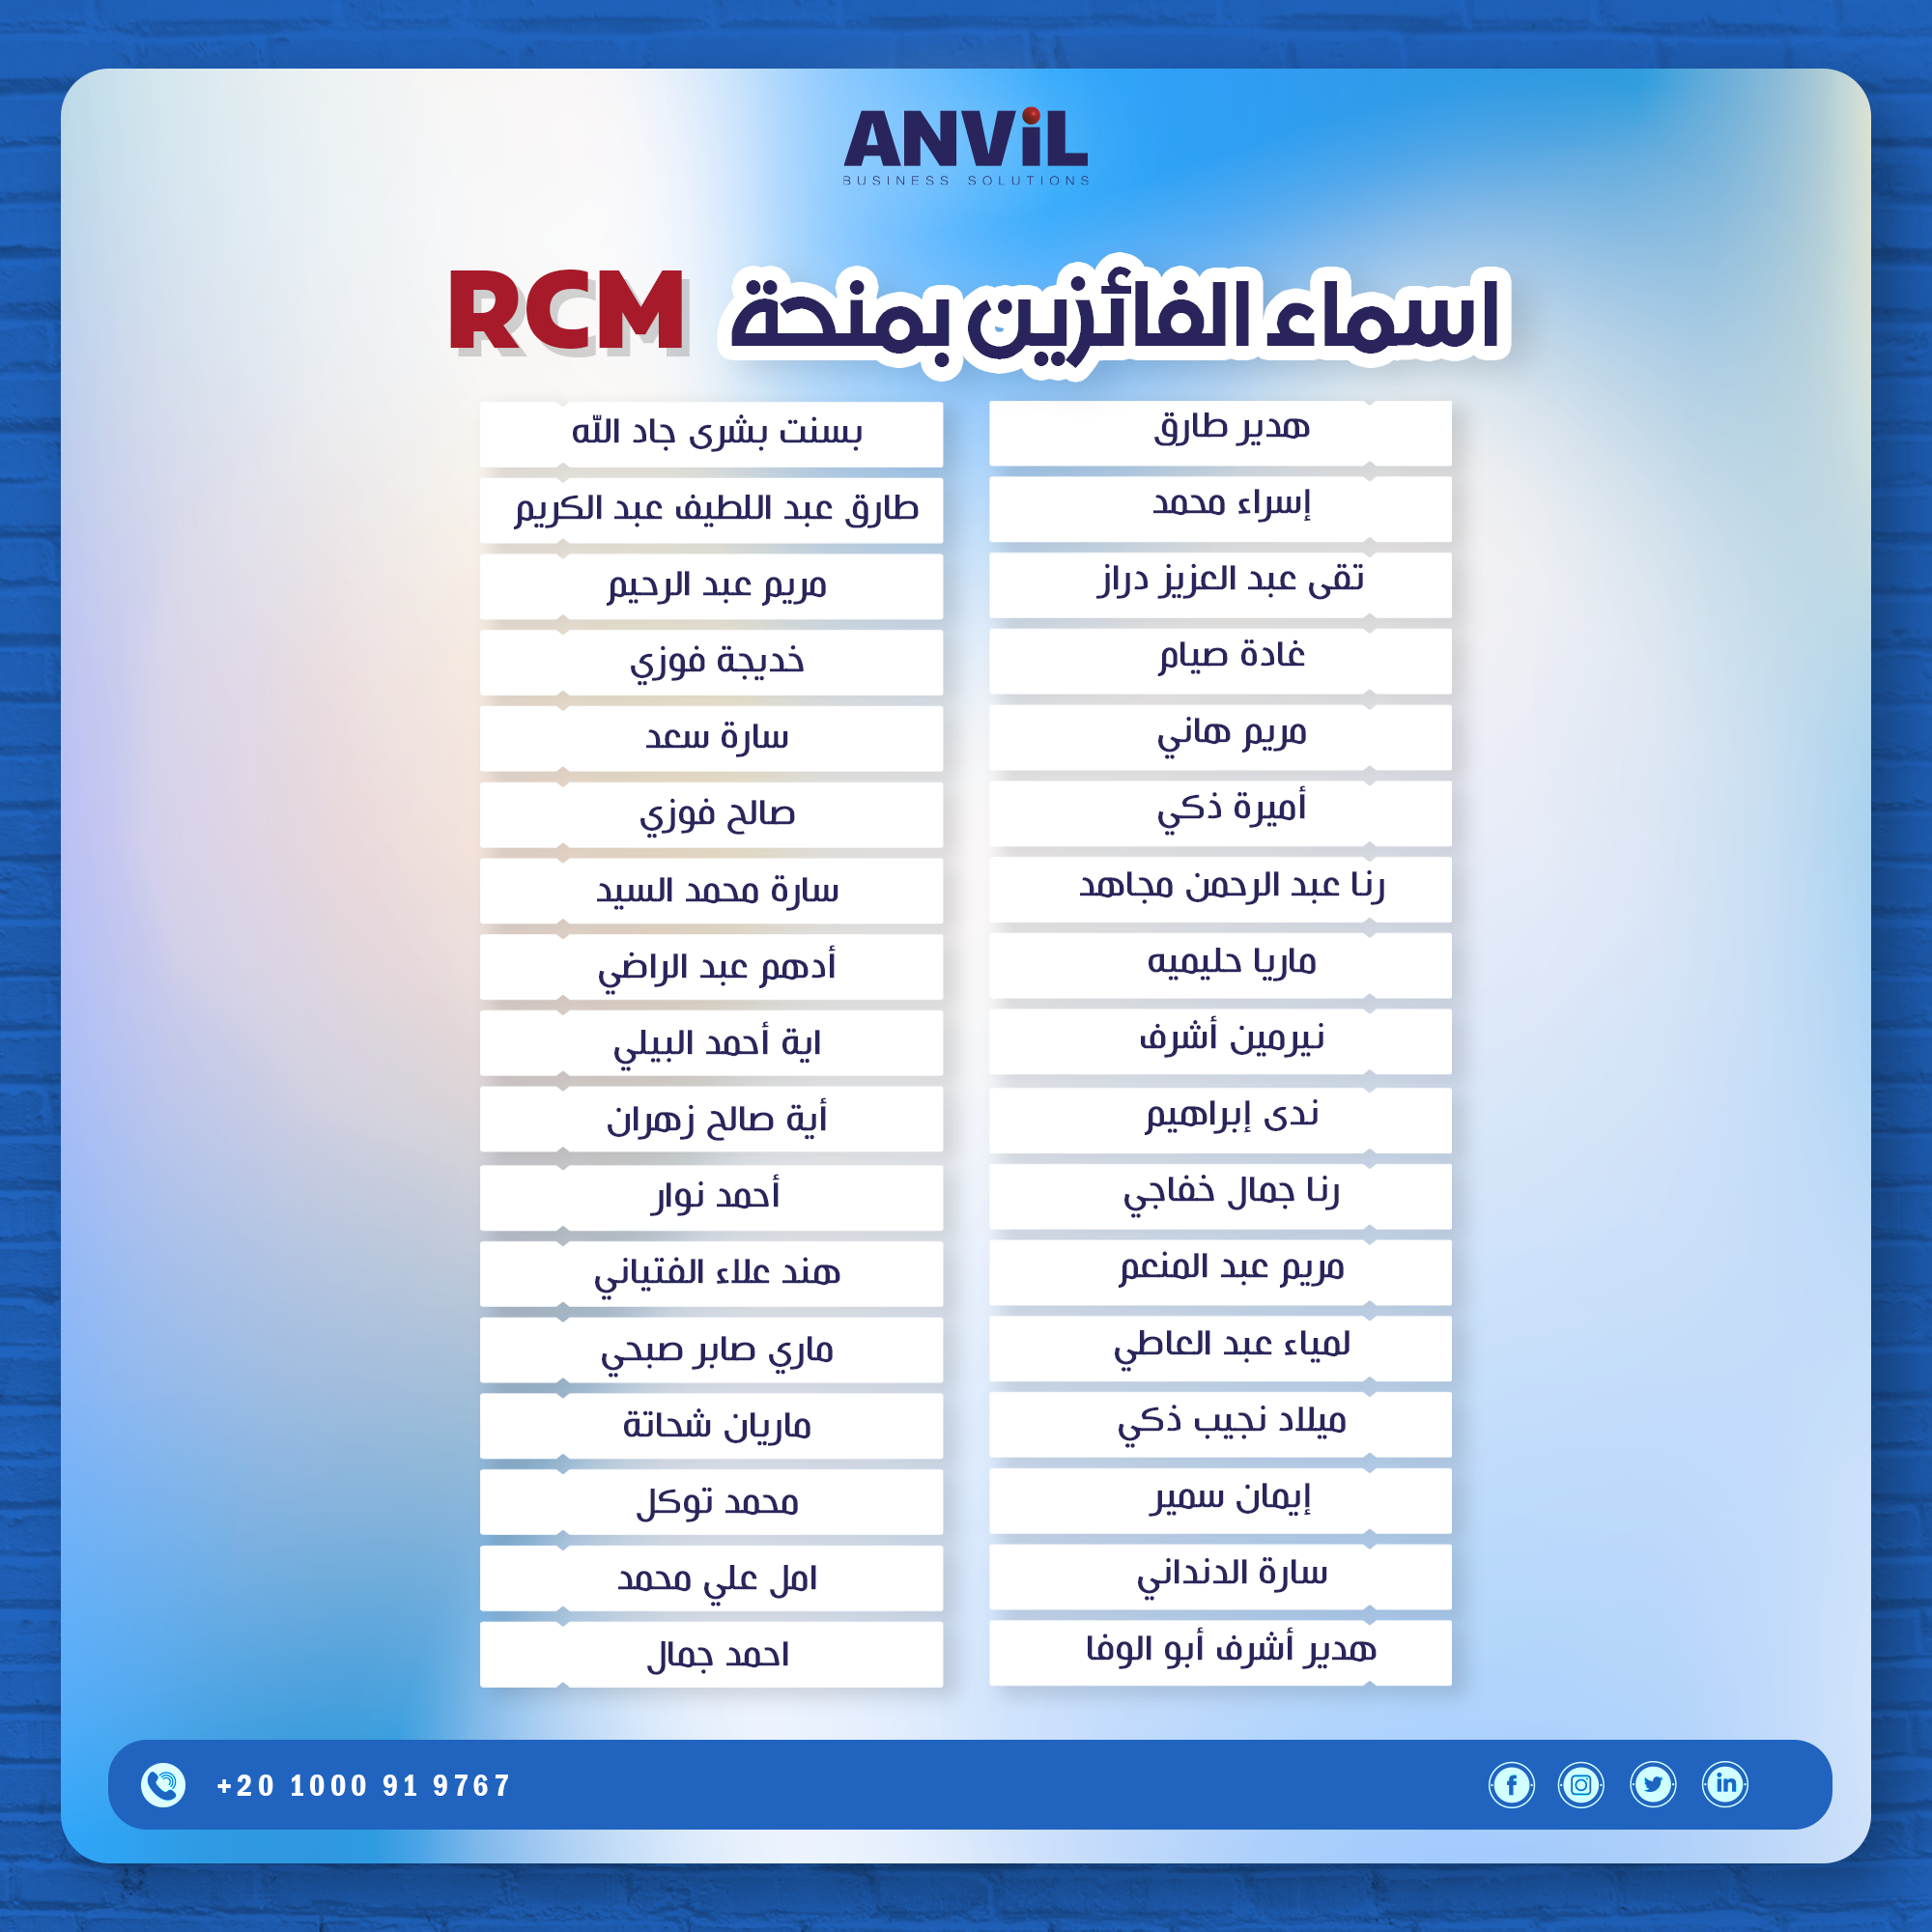 ANViL
BUSINESS SOLUTIONS
اسماء الفائزين بمنحة RCM
هدير طارق
إسراء محمد
تقى عبد العزيز دراز
غادة صيام
مريم هاني
أميرة ذكي
رنا عبد الرحمن مجاهد
ماريا حليميه
نيرمين أشرف
ندى إبراهيم
رنا جمال خفاجي
مريم عبد المنعم
لمياء عبد العاطي
ميلاد نجيب ذكي
إيمان سمير
سارة الدنداني
هدير أشرف أبو الوفا
بسنت بشرى جاد الله
طارق عبد اللطيف عبد الكريم
مريم عبد الرحيم
خديجة فوزي
سارة سعد
صالح فوزي
سارة محمد السيد
أدهم عبد الراضي
اية أحمد البيلي
أية صالح زهران
أحمد نوار
هند علاء الفتياني
ماري صابر صبحي
ماريان شحاتة
محمد توكل
امل علي محمد
احمد جمال
+20 1000 91 9767